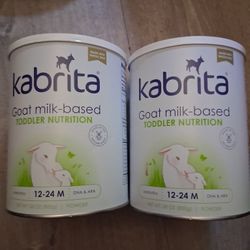 kabrita
Goat milk-based
TODDLER NUTRITION
12-24 M
DHA & ARA
kabrita
Goat milk-based
TODDLER NUTRITION
12-24 M
DHA & ARA